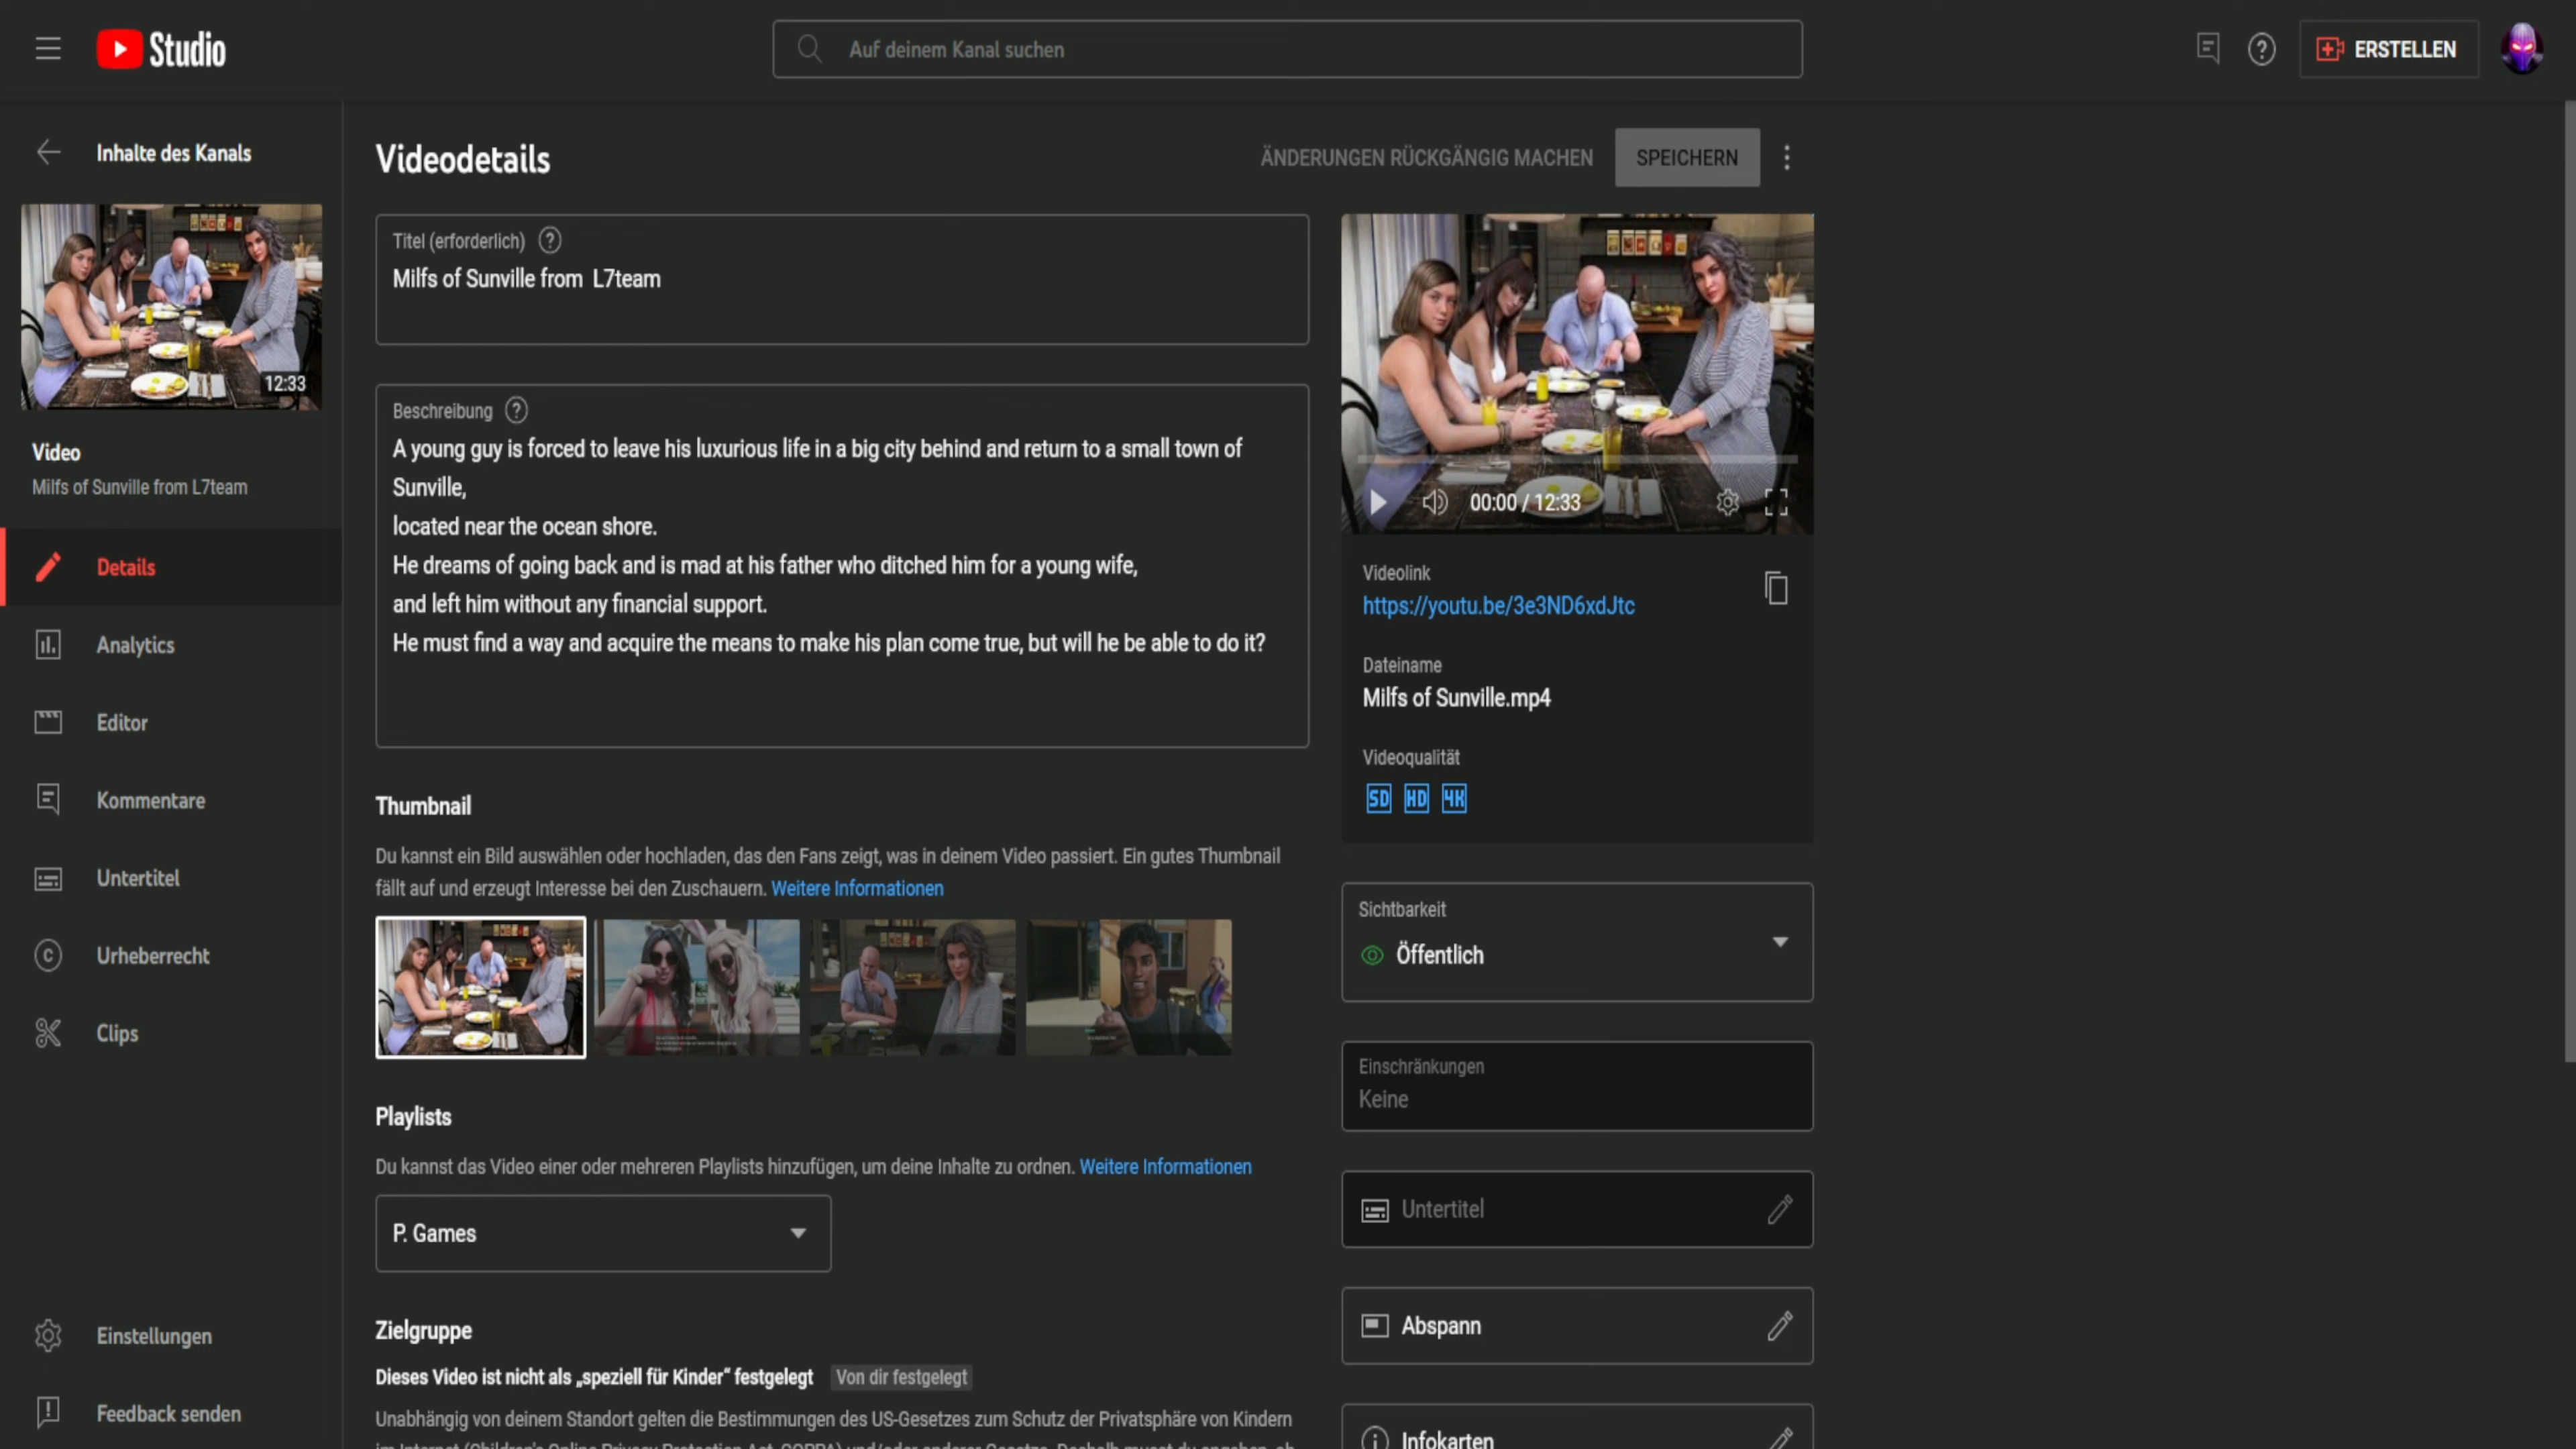 Studio
Auf deinem Kanal suchen
ERSTELLEN
Inhalte des Kanals
12:33
Video
Milfs of Sunville from L7team
Details
Analytics
Editor
Kommentare
Untertitel
Urheberrecht
Clips
Einstellungen
Feedback senden
Videodetails
ÄNDERUNGEN RÜCKGÄNGIG MACHEN
SPEICHERN
Titel (erforderlich)
Milfs of Sunville from  L7team
Beschreibung
A young guy is forced to leave his luxurious life in a big city behind and return to a small town of
Sunville,
located near the ocean shore.
He dreams of going back and is mad at his father who ditched him for a young wife,
and left him without any financial support.
He must find a way and acquire the means to make his plan come true, but will he be able to do it?
Thumbnail
Du kannst ein Bild auswählen oder hochladen, das den Fans zeigt, was in deinem Video passiert. Ein gutes Thumbnail
fällt auf und erzeugt Interesse bei den Zuschauern. Weitere Informationen
Playlists
Du kannst das Video einer oder mehreren Playlists hinzufügen, um deine Inhalte zu ordnen. Weitere Informationen
P. Games
Zielgruppe
Dieses Video ist nicht als „speziell für Kinder“ festgelegt Von dir festgelegt
Unabhängig von deinem Standort gelten die Bestimmungen des US-Gesetzes zum Schutz der Privatsphäre von Kindern
00:00 / 12:33
Videolink
https://youtu.be/3e3ND6xdJtc
Dateiname
Milfs of Sunville.mp4
Videoqualität
SD HD 4K
Sichtbarkeit
Öffentlich
Einschränkungen
Keine
Untertitel
Abspann
Infokarten